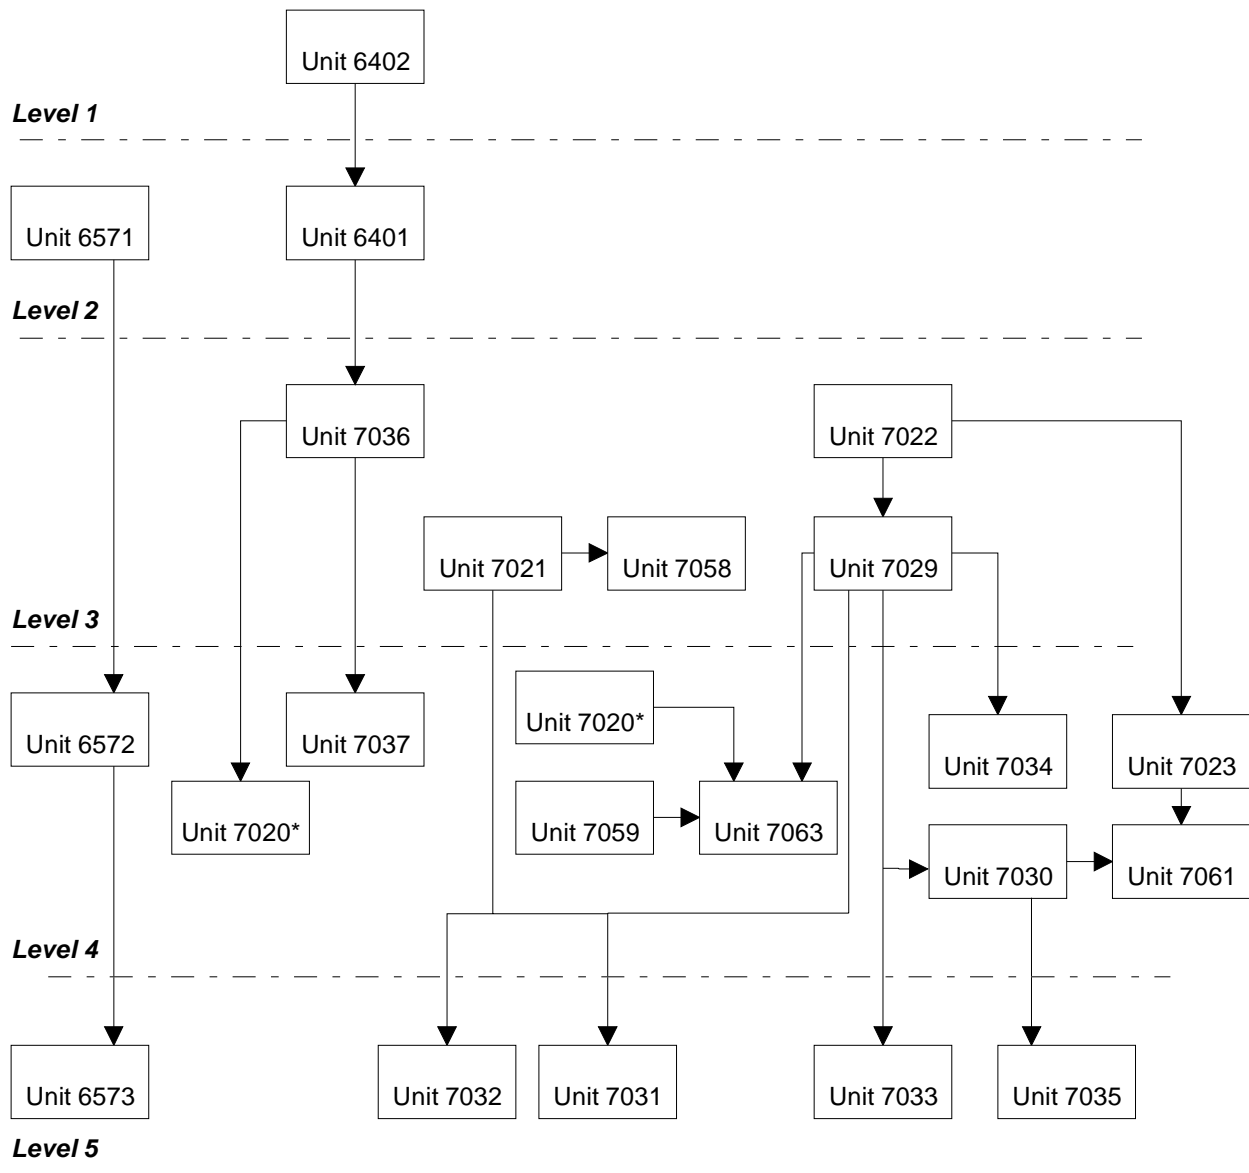 Unit 6402
Level 1
Unit 6571
Unit 6401
Level 2
Unit 7036
Unit 7022
Unit 7021
Unit 7058
Unit 7029
Level 3
Unit 6572
Unit 7037
Unit 7020*
Unit 7034
Unit 7023
Unit 7020*
Unit 7059
Unit 7063
Unit 7030
Unit 7061
Level 4
Unit 6573
Unit 7032
Unit 7031
Unit 7033
Unit 7035
Level 5